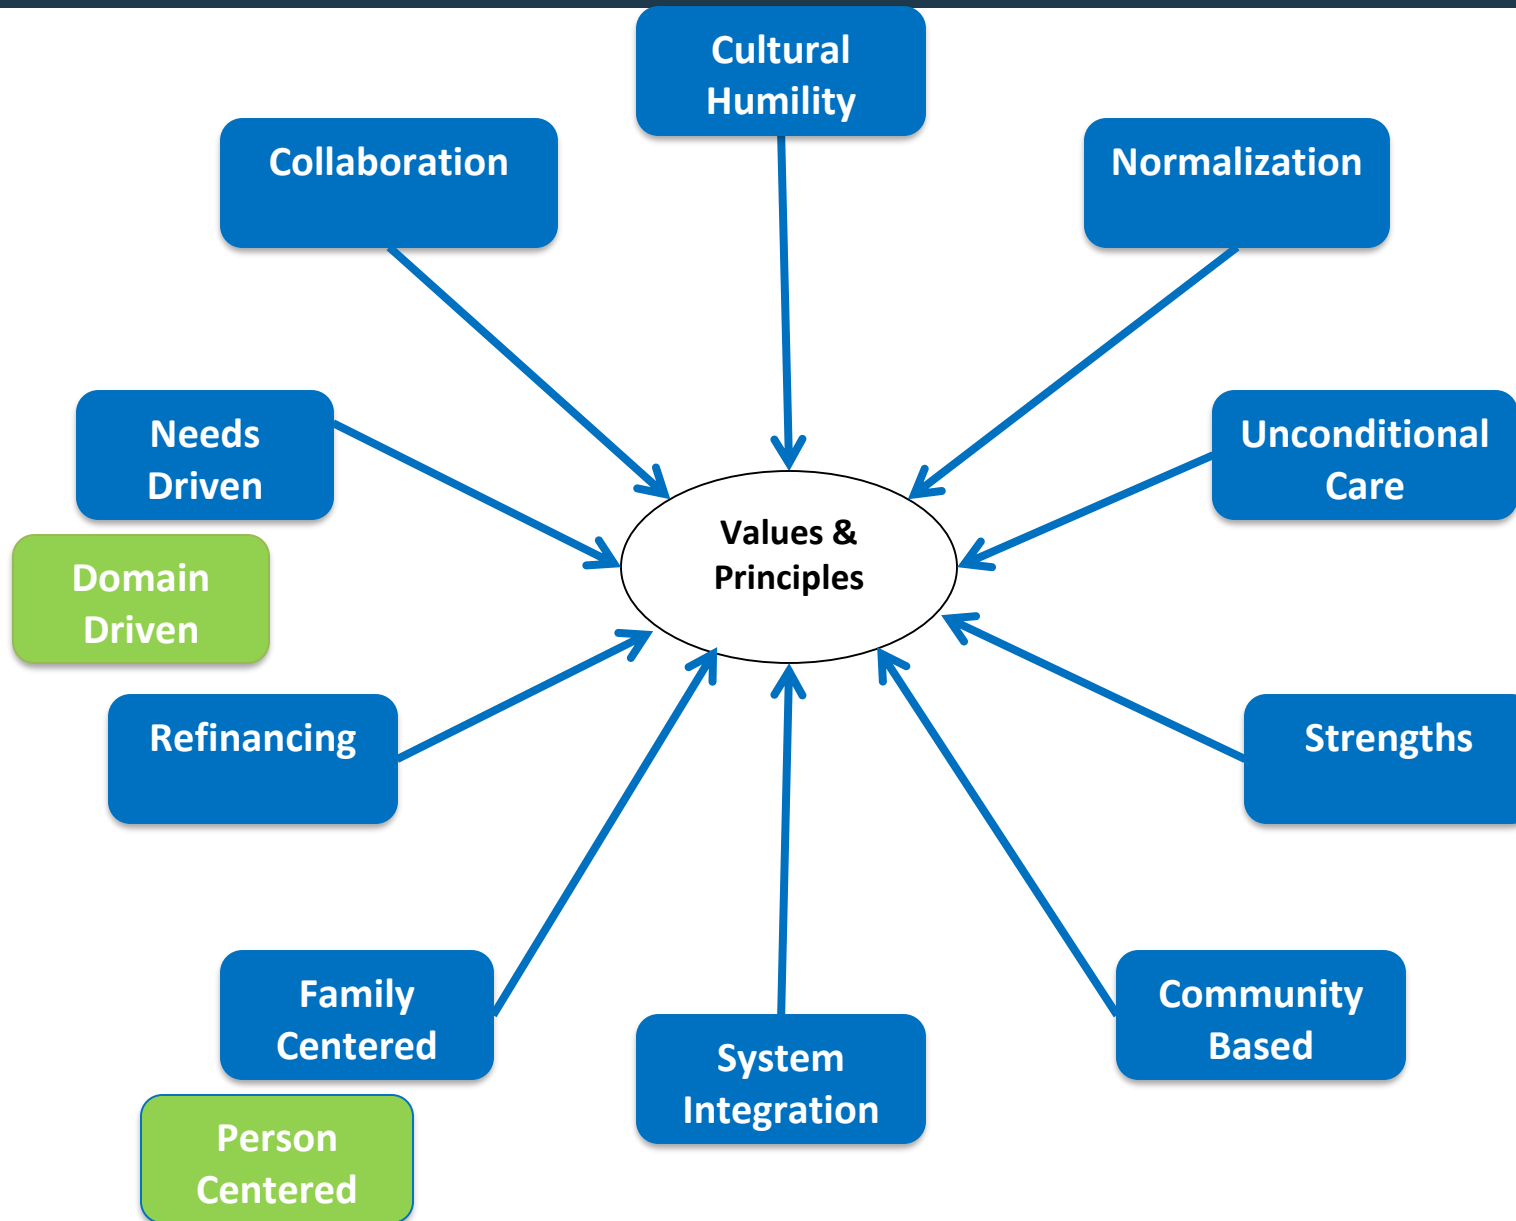 Cultural
Humility
Collaboration
Normalization
Needs
Driven
Unconditional
Care
Values &
Principles
Domain
Driven
Refinancing
Strengths
Family
Centered
Community
Based
System
Integration
Person
Centered